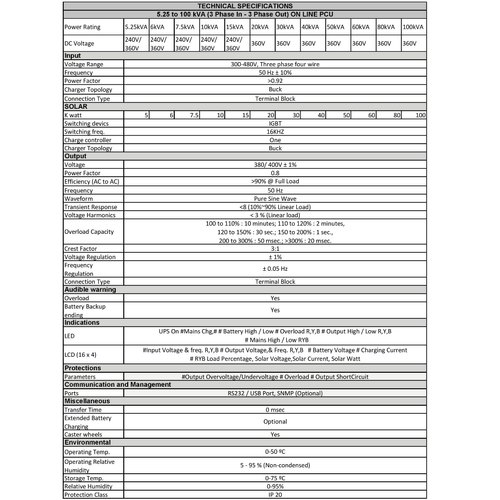 TECHNICAL SPECIFICATIONS
5.25 to 100 kVA (3 Phase In - 3 Phase Out) ON LINE PCU
Power Rating 5.25kVA 6kVA 7.5kVA 10kVA 15kVA 20kVA 30kVA 40kVA 50kVA 60kVA 80kVA 100kVA
DC Voltage 240V/ 360V 240V/ 360V 240V/ 360V 240V/ 360V 240V/ 360V 360V 360V 360V 360V 360V 360V 360V
Input
Voltage Range 300-480V, Three phase four wire
Frequency 50 Hz ± 10%
Power Factor >0.92
Charger Topology Buck
Connection Type Terminal Block
SOLAR
K watt 5 6 7.5 10 15 20 30 40 50 60 80 100
Switching devics IGBT
Switching freq. 16KHZ
Charge controller One
Charger Topology Buck
Output
Voltage 380/ 400V ± 1%
Power Factor 0.8
Efficiency (AC to AC) >90% @ Full Load
Frequency 50 Hz
Waveform Pure Sine Wave
Transient Response <8 (10%~90% Linear Load)
Voltage Harmonics < 3 % (Linear load)
Overload Capacity 100 to 110% : 10 minutes; 110 to 120% : 2 minutes,
120 to 150% : 30 sec.; 150 to 200% : 1 sec.,
200 to 300% : 50 msec.; >300% : 20 msec.
Crest Factor 3:1
Voltage Regulation ± 1%
Frequency
Regulation ± 0.05 Hz
Connection Type Terminal Block
Audible warning
Overload Yes
Battery Backup
ending Yes
Indications
LED UPS On #Mains Chg,# # Battery High / Low # Overload R,Y,B # Output High / Low R,Y,B
# Mains High / Low RYB
LCD (16 x 4) #Input Voltage & freq. R,Y,B # Output Voltage,& Freq. R,Y,B # Battery Voltage # Charging Current
# RYB Load Percentage, Solar Voltage,Solar Current, Solar Watt
Protections
Parameters #Output Overvoltage/Undervoltage # Overload # Output ShortCircuit
Communication and Management
Ports RS232 / USB Port, SNMP (Optional)
Miscellaneous
Transfer Time 0 msec
Extended Battery
Charging Optional
Caster wheels Yes
Environmental
Operating Temp. 0-50 ºC
Operating Relative
Humidity 5 - 95 % (Non-condensed)
Storage Temp. 0-75 ºC
Relative Humidity 0-95%
Protection Class IP 20